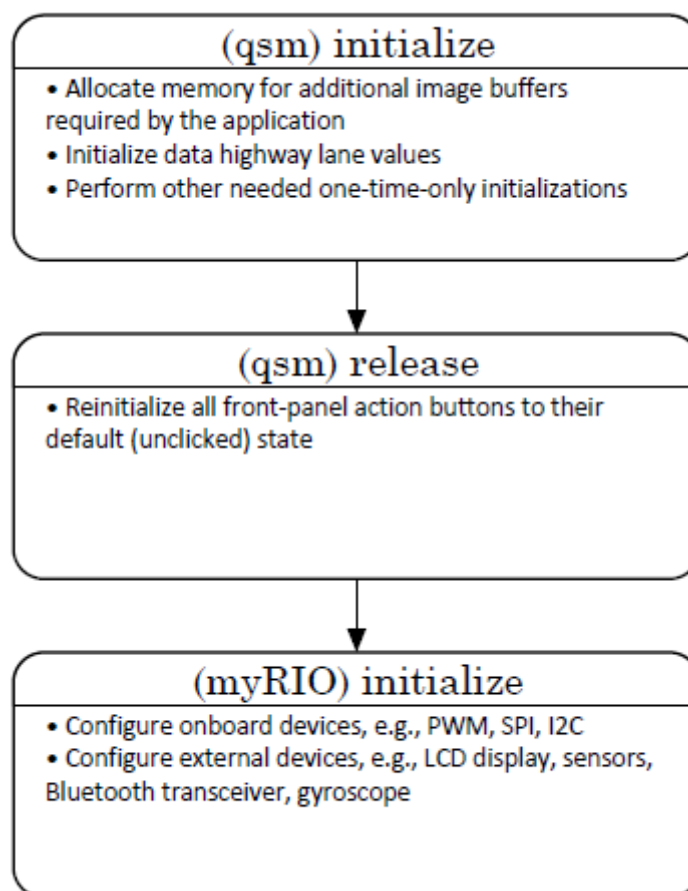 (qsm) initialize
• Allocate memory for additional image buffers
required by the application
• Initialize data highway lane values
• Perform other needed one-time-only initializations
(qsm) release
• Reinitialize all front-panel action buttons to their
default (unclicked) state
(myRIO) initialize
• Configure onboard devices, e.g., PWM, SPI, I2C
• Configure external devices, e.g., LCD display, sensors,
Bluetooth transceiver, gyroscope